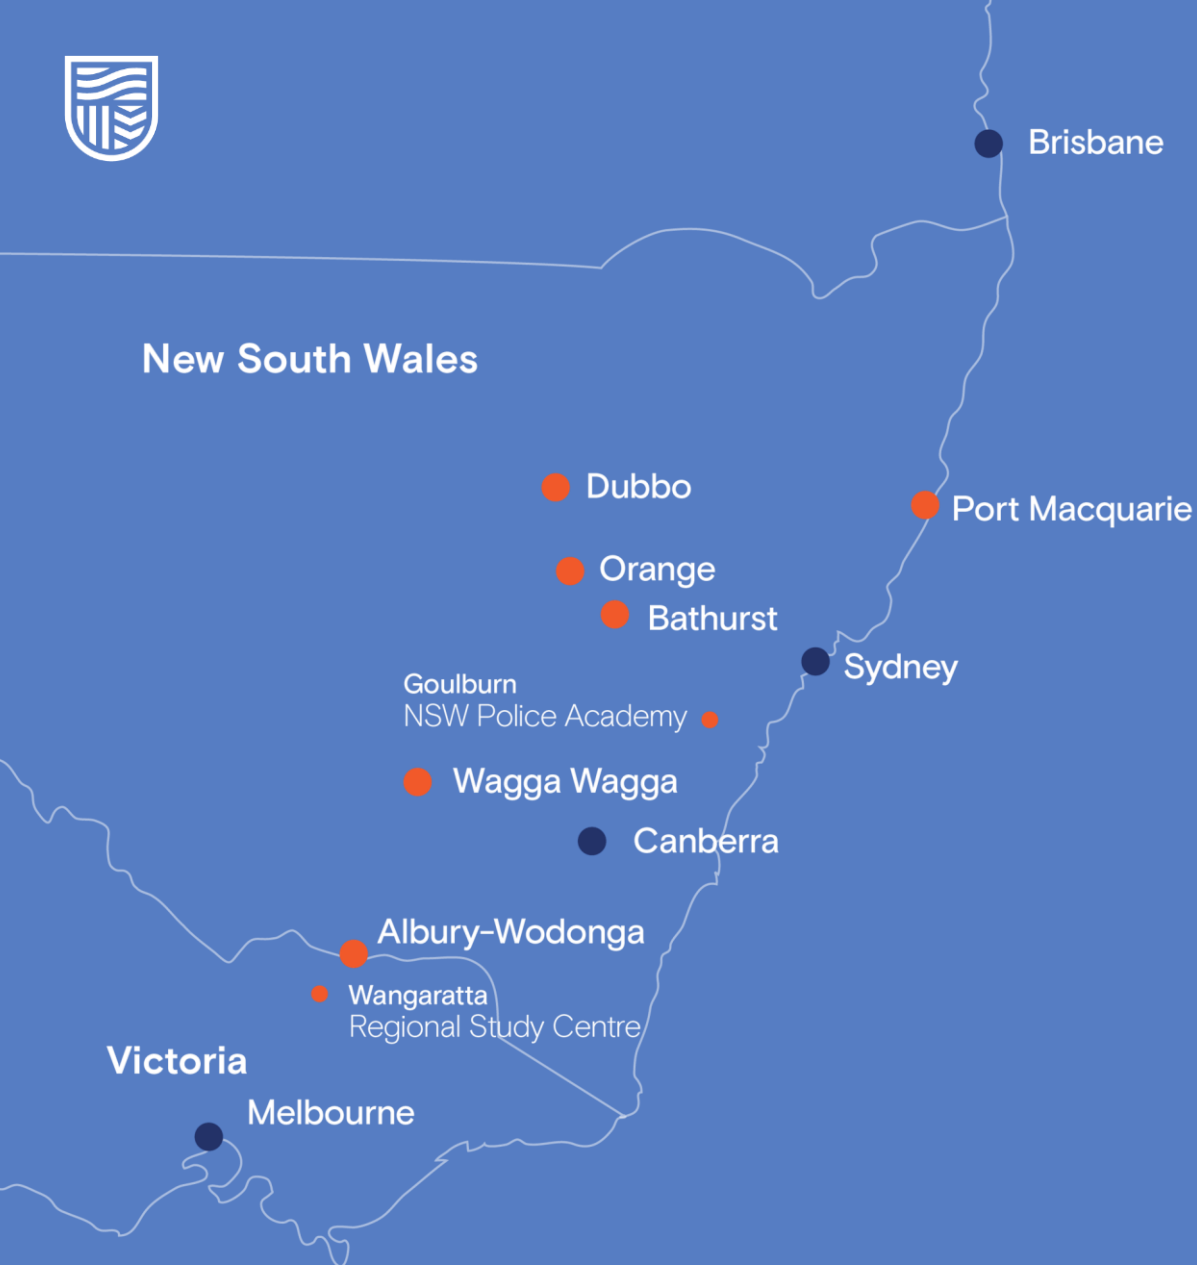 Brisbane
New South Wales
Dubbo
Port Macquarie
Orange
Bathurst
Sydney
Goulburn
NSW Police Academy
Wagga Wagga
Canberra
Albury-Wodonga
Wangaratta
Regional Study Centre
Victoria
Melbourne